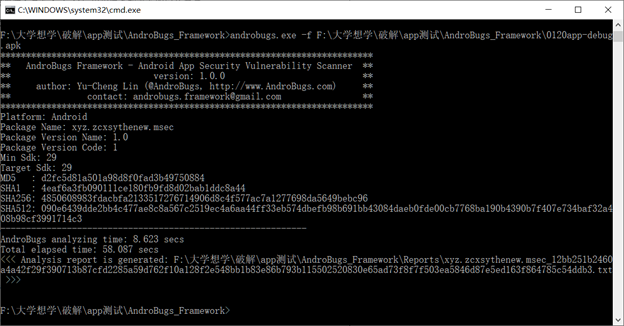 C:\WINDOWS\system32\cmd.exe
F:\大学想学\破解\app测试\AndroBugs_Framework>androbugs.exe -f F:\大学想学\破解\app测试\AndroBugs_Framework\0120app-debug
.apk
*************************************************************************
**   AndroBugs Framework - Android App Security Vulnerability Scanner  **
**                            version: 1.0.0                           **
**     author: Yu-Cheng Lin (@AndroBugs, http://www.AndroBugs.com)     **
**               contact: androbugs.framework@gmail.com                **
*************************************************************************
Platform: Android
Package Name: xyz.zcxsythenew.msec
Package Version Name: 1.0
Package Version Code: 1
Min Sdk: 29
Target Sdk: 29
MD5   : d2fc5d81a501a98d8f0fad3b49750884
SHA1  : 4eaf6a3fb090111ce180fb9fd8d02bab1ddc8a44
SHA256: 4850608983fdacbfa2133517276714906d8c4f577ac7a1277698da5649bebc96
SHA512: 090e6439dde2bb4c477ae8c8a567c2519ec4a6aa44ff33eb574dbefb98b691bb43084daeb0fde00cb7768ba190b4390b7f407e734baf32a4
08b98cf3991714c3
------------------------------------------------------------
AndroBugs analyzing time: 8.623 secs
Total elapsed time: 58.087 secs
<<< Analysis report is generated: F:\大学想学\破解\app测试\AndroBugs_Framework\Reports\xyz.zcxsythenew.msec_12bb251b2460
a4a42f29f390713b87cfd2285a59d762f10a128f2e548bb1b83e86b793b115502520830e65ad73f8f7f503ea5846d87e5ed163f864785c54ddb3.txt
>>>
F:\大学想学\破解\app测试\AndroBugs_Framework>